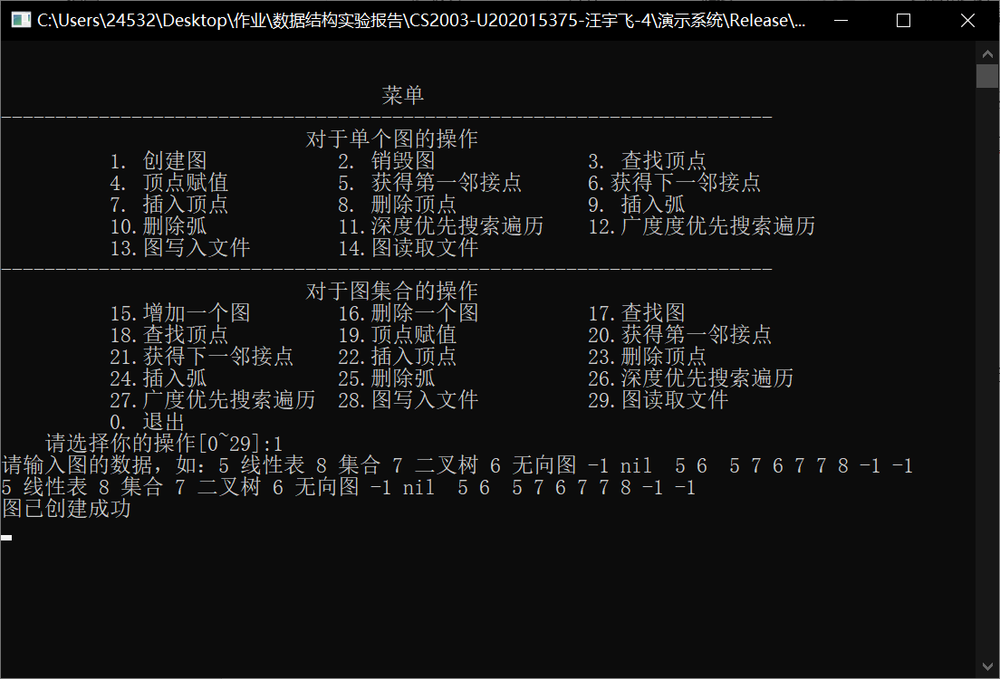 C:\Users\24532\Desktop\作业\数据结构实验报告\CS2003-U202015375-汪宇飞-4\演示系统\Release\...
菜单
-----------------------------------------------------------------------
对于单个图的操作
1. 创建图 2. 销毁图 3. 查找顶点
4. 顶点赋值 5. 获得第一邻接点 6.获得下一邻接点
7. 插入顶点 8. 删除顶点 9. 插入弧
10.删除弧 11.深度优先搜索遍历 12.广度度优先搜索遍历
13.图写入文件 14.图读取文件
-----------------------------------------------------------------------
对于图集合的操作
15.增加一个图 16.删除一个图 17.查找图
18.查找顶点 19.顶点赋值 20.获得第一邻接点
21.获得下一邻接点 22.插入顶点 23.删除顶点
24.插入弧 25.删除弧 26.深度优先搜索遍历
27.广度优先搜索遍历 28.图写入文件 29.图读取文件
0. 退出
请选择你的操作[0~29]:1
请输入图的数据，如：5 线性表 8 集合 7 二叉树 6 无向图 -1 nil  5 6  5 7 6 7 7 8 -1 -1
5 线性表 8 集合 7 二叉树 6 无向图 -1 nil  5 6  5 7 6 7 7 8 -1 -1
图已创建成功